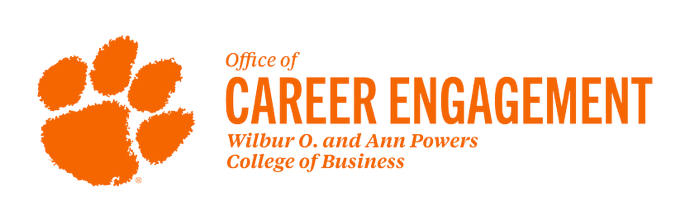 Office of
CAREER ENGAGEMENT
Wilbur O. and Ann Powers
College of Business
®